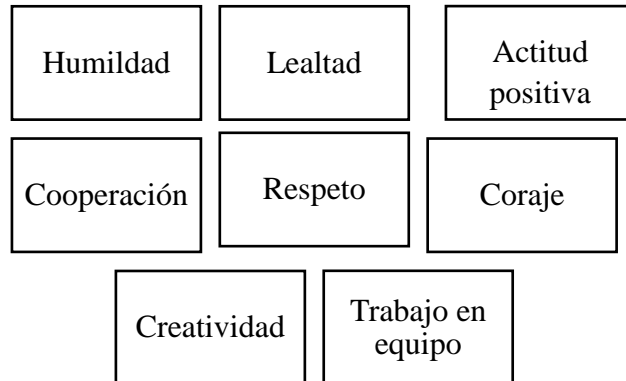 Humildad
Lealtad
Actitud
positiva
Cooperación
Respeto
Coraje
Creatividad
Trabajo en
equipo